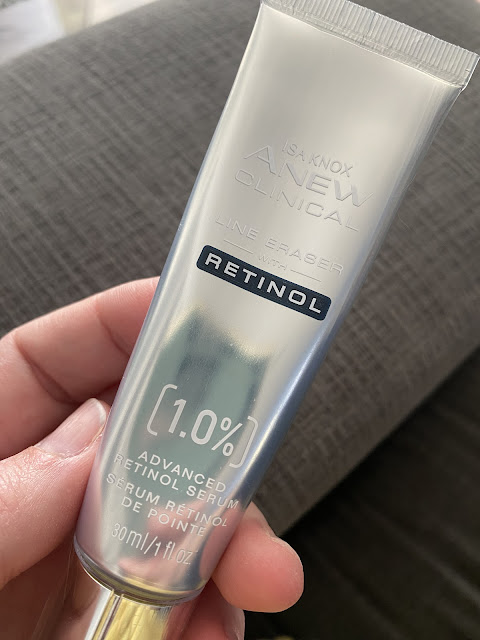 ISA KNOX
ANEW
CLINICAL
LINE ERASER
WITH
RETINOL
[1.0%]
ADVANCED
RETINOL SERUM
SÉRUM RÉTINOL
DE POINTE
30ml/1 fl oz